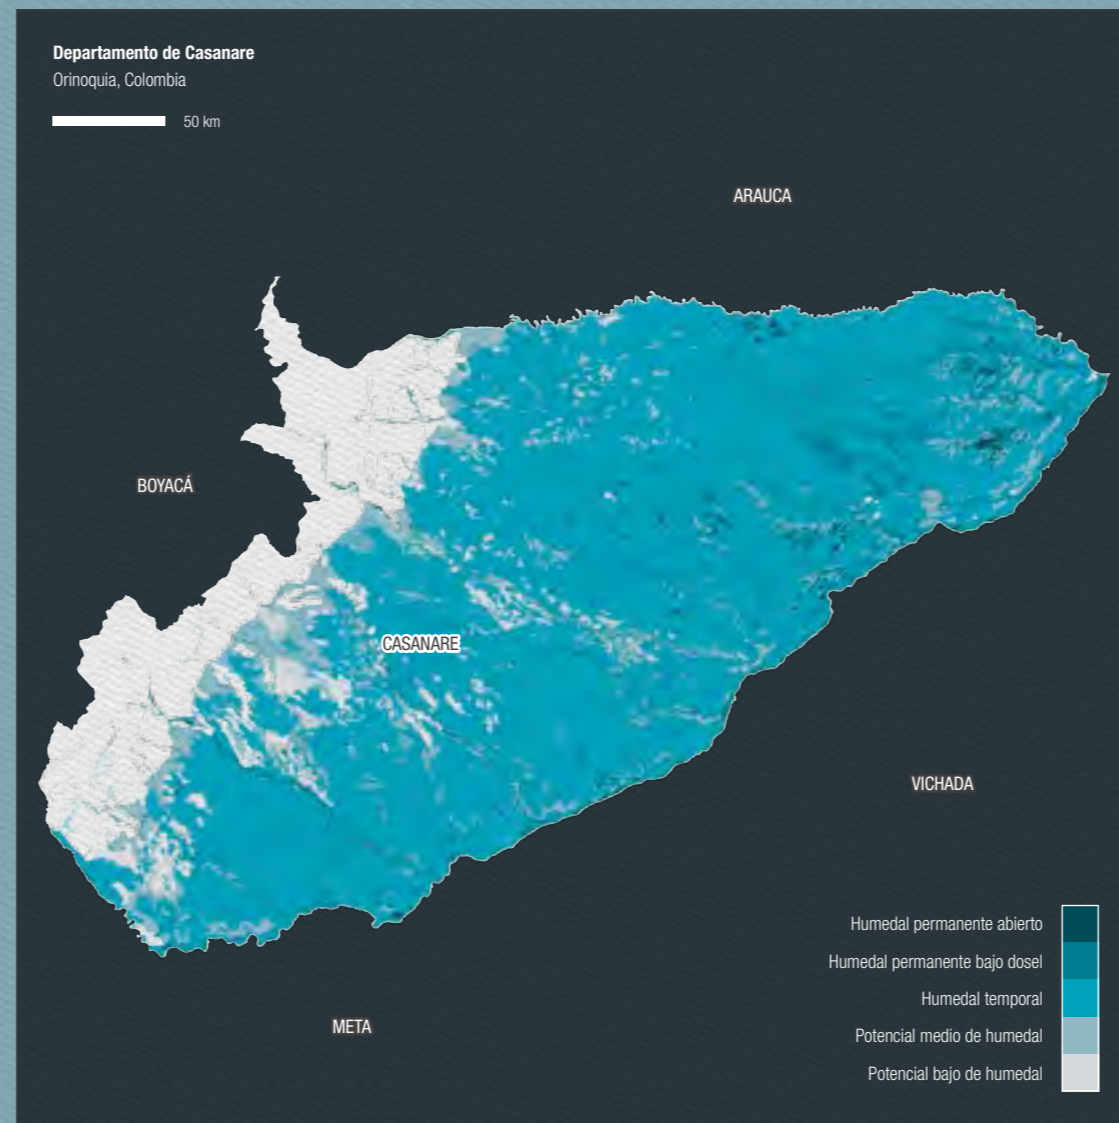 Departamento de Casanare
Orinoquia, Colombia
50 km
ARAUCA
BOYACÁ
CASANARE
VICHADA
META
Humedal permanente abierto
Humedal permanente bajo dosel
Humedal temporal
Potencial medio de humedal
Potencial bajo de humedal